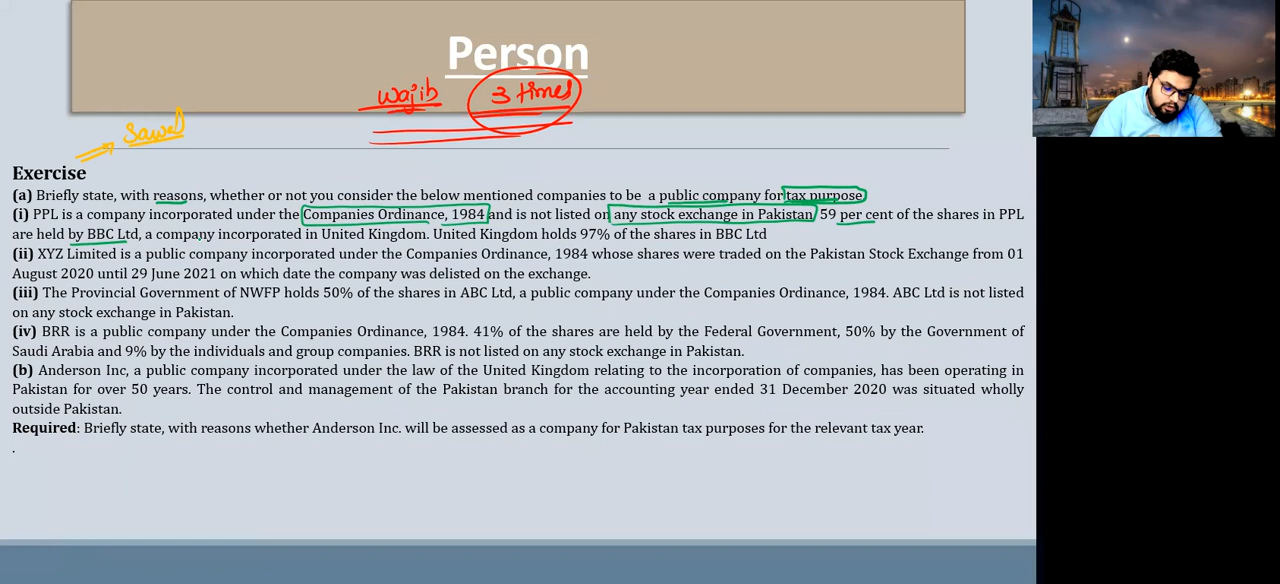 Person
wajib 3 times
Sawal
Exercise
(a) Briefly state, with reasons, whether or not you consider the below mentioned companies to be a public company for tax purpose
(i) PPL is a company incorporated under the Companies Ordinance, 1984 and is not listed on any stock exchange in Pakistan 59 per cent of the shares in PPL
are held by BBC Ltd, a company incorporated in United Kingdom. United Kingdom holds 97% of the shares in BBC Ltd
(ii) XYZ Limited is a public company incorporated under the Companies Ordinance, 1984 whose shares were traded on the Pakistan Stock Exchange from 01
August 2020 until 29 June 2021 on which date the company was delisted on the exchange.
(iii) The Provincial Government of NWFP holds 50% of the shares in ABC Ltd, a public company under the Companies Ordinance, 1984. ABC Ltd is not listed
on any stock exchange in Pakistan.
(iv) BRR is a public company under the Companies Ordinance, 1984. 41% of the shares are held by the Federal Government, 50% by the Government of
Saudi Arabia and 9% by the individuals and group companies. BRR is not listed on any stock exchange in Pakistan.
(b) Anderson Inc, a public company incorporated under the law of the United Kingdom relating to the incorporation of companies, has been operating in
Pakistan for over 50 years. The control and management of the Pakistan branch for the accounting year ended 31 December 2020 was situated wholly
outside Pakistan.
Required: Briefly state, with reasons whether Anderson Inc. will be assessed as a company for Pakistan tax purposes for the relevant tax year.
.